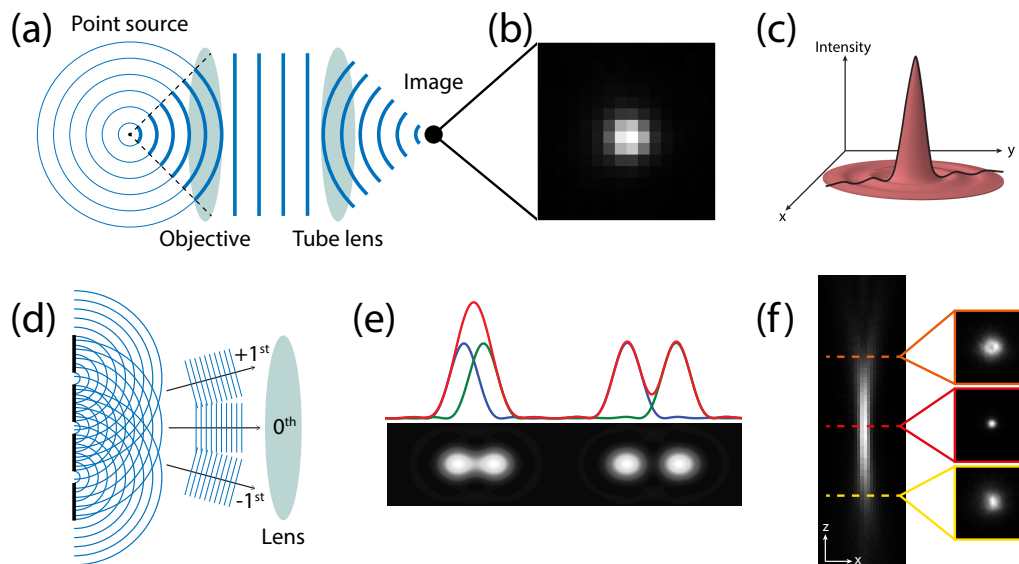 (a)
Point source
Objective
Tube lens
Image
(b)
(c)
Intensity
y
x
(d)
+1st
0th
-1st
Lens
(e)
(f)
z
x